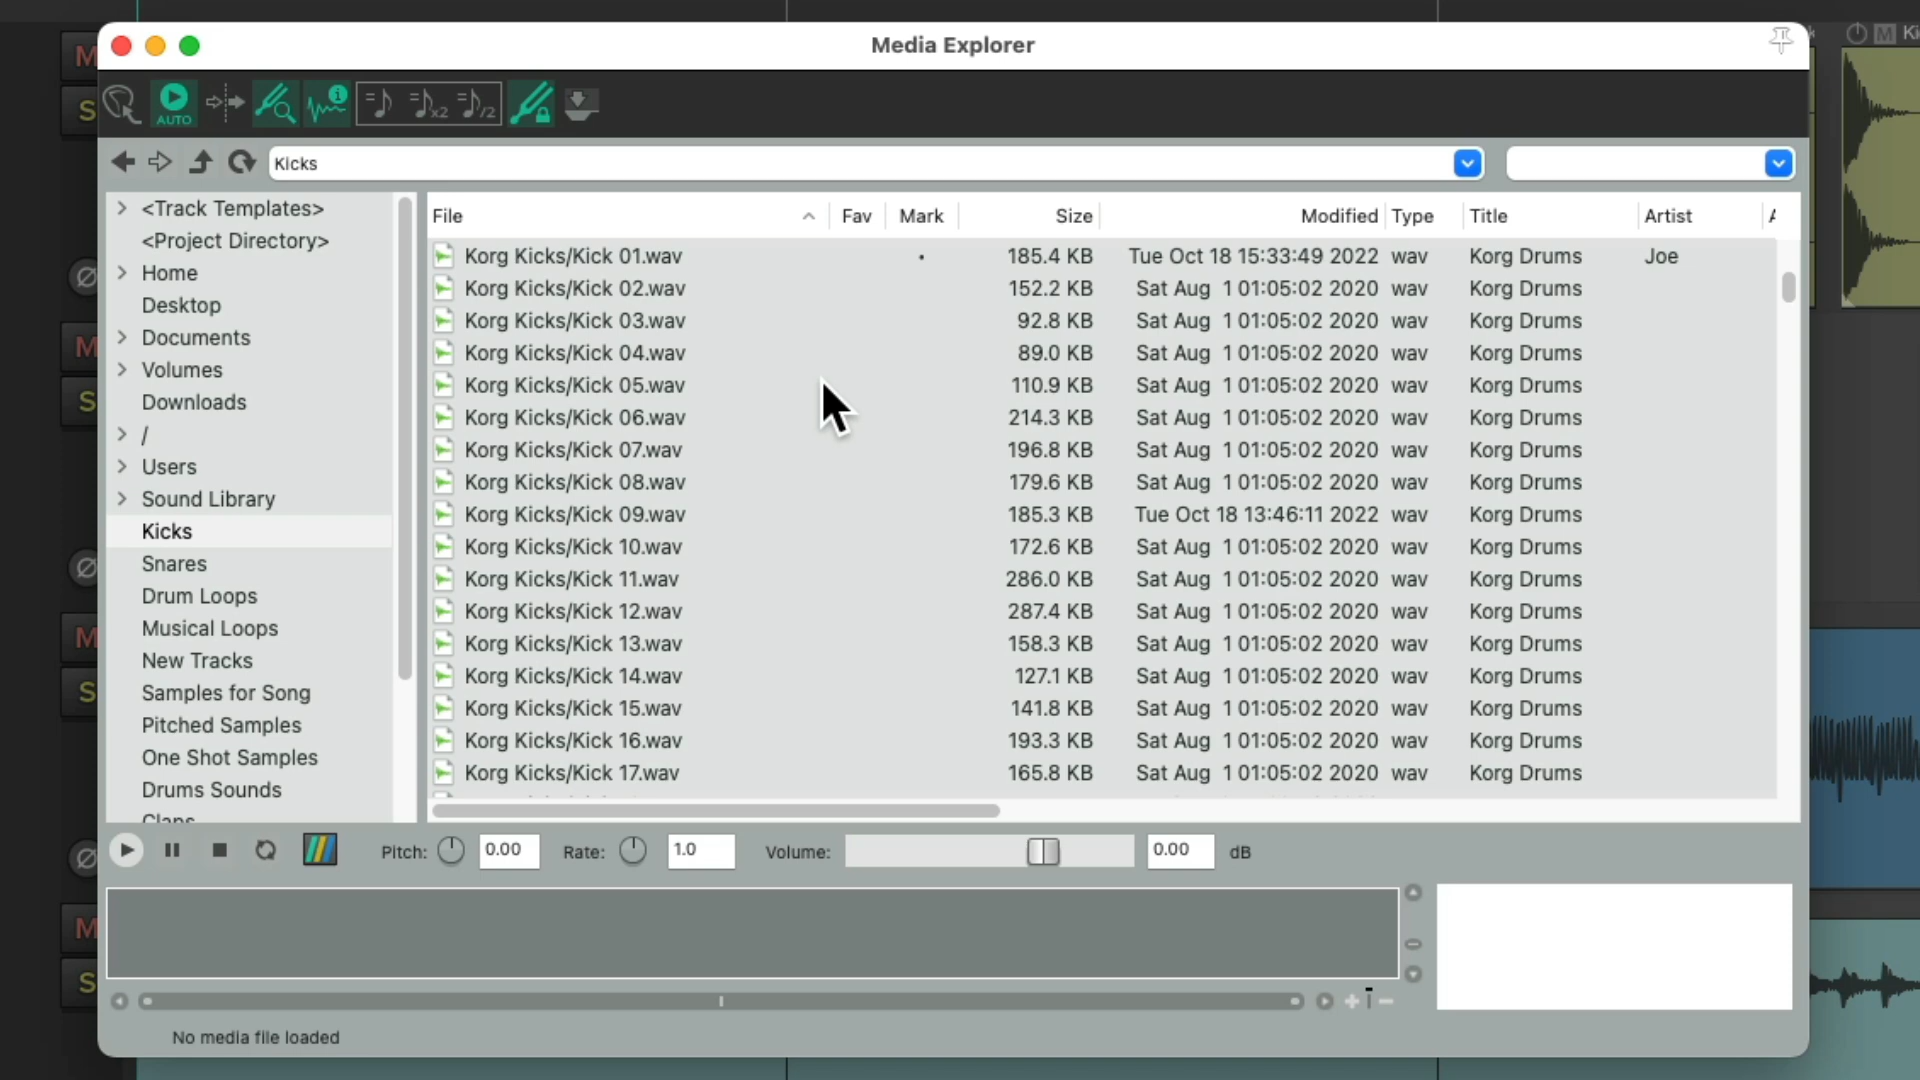 Media Explorer
AUTO
x2
/2
Kicks
File Fav Mark Size Modified Type Title Artist
Korg Kicks/Kick 01.wav 185.4 KB Tue Oct 18 15:33:49 2022 wav Korg Drums Joe
Korg Kicks/Kick 02.wav 152.2 KB Sat Aug 1 01:05:02 2020 wav Korg Drums
Korg Kicks/Kick 03.wav 92.8 KB Sat Aug 1 01:05:02 2020 wav Korg Drums
Korg Kicks/Kick 04.wav 89.0 KB Sat Aug 1 01:05:02 2020 wav Korg Drums
Korg Kicks/Kick 05.wav 110.9 KB Sat Aug 1 01:05:02 2020 wav Korg Drums
Korg Kicks/Kick 06.wav 214.3 KB Sat Aug 1 01:05:02 2020 wav Korg Drums
Korg Kicks/Kick 07.wav 196.8 KB Sat Aug 1 01:05:02 2020 wav Korg Drums
Korg Kicks/Kick 08.wav 179.6 KB Sat Aug 1 01:05:02 2020 wav Korg Drums
Korg Kicks/Kick 09.wav 185.3 KB Tue Oct 18 13:46:11 2022 wav Korg Drums
Korg Kicks/Kick 10.wav 172.6 KB Sat Aug 1 01:05:02 2020 wav Korg Drums
Korg Kicks/Kick 11.wav 286.0 KB Sat Aug 1 01:05:02 2020 wav Korg Drums
Korg Kicks/Kick 12.wav 287.4 KB Sat Aug 1 01:05:02 2020 wav Korg Drums
Korg Kicks/Kick 13.wav 158.3 KB Sat Aug 1 01:05:02 2020 wav Korg Drums
Korg Kicks/Kick 14.wav 127.1 KB Sat Aug 1 01:05:02 2020 wav Korg Drums
Korg Kicks/Kick 15.wav 141.8 KB Sat Aug 1 01:05:02 2020 wav Korg Drums
Korg Kicks/Kick 16.wav 193.3 KB Sat Aug 1 01:05:02 2020 wav Korg Drums
Korg Kicks/Kick 17.wav 165.8 KB Sat Aug 1 01:05:02 2020 wav Korg Drums
<Track Templates>
<Project Directory>
Home
Desktop
Documents
Volumes
Downloads
/
Users
Sound Library
Kicks
Snares
Drum Loops
Musical Loops
New Tracks
Samples for Song
Pitched Samples
One Shot Samples
Drums Sounds
Claps
Pitch: 0.00 Rate: 1.0 Volume: 0.00 dB
No media file loaded
M
S
M
S
M
S
M
S
M